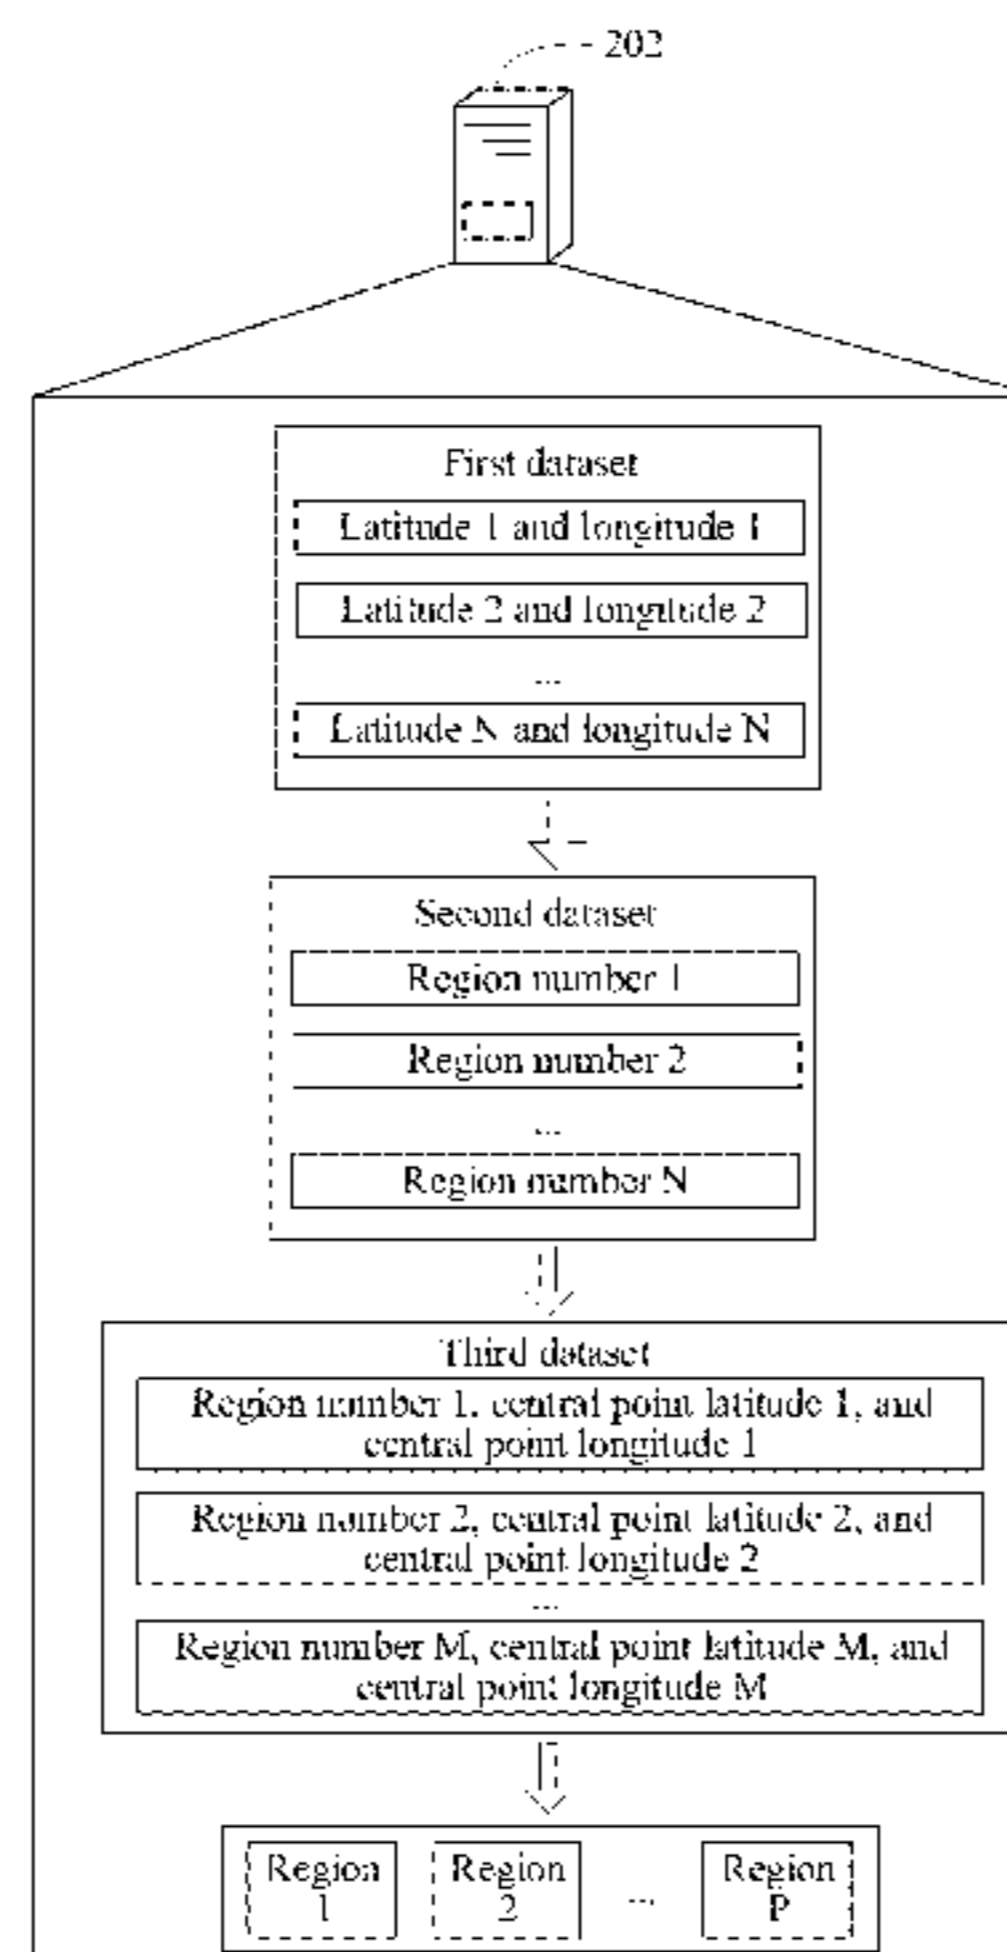 202
First dataset
Latitude 1 and longitude 1
Latitude 2 and longitude 2
...
Latitude N and longitude N
Second dataset
Region number 1
Region number 2
...
Region number N
Third dataset
Region number 1, central point latitude 1, and
central point longitude 1
Region number 2, central point latitude 2, and
central point longitude 2
...
Region number M, central point latitude M, and
central point longitude M
Region
1
Region
2
...
Region
P